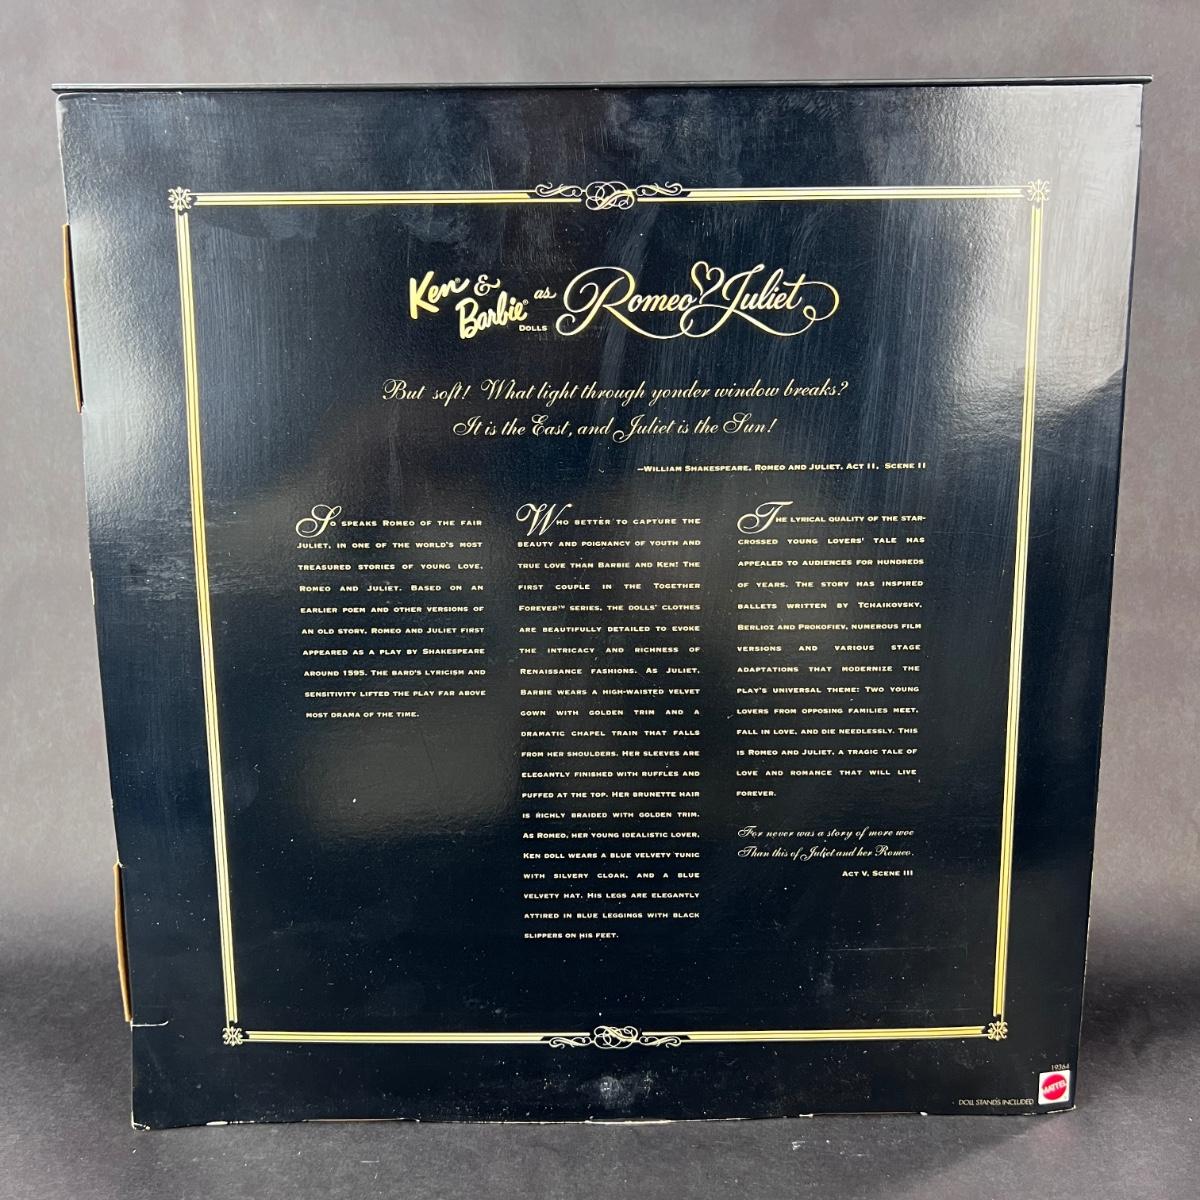 Ken® &
Barbie® as Romeo & Juliet
DOLLS
But soft! What light through yonder window breaks?
It is the East, and Juliet is the Sun!
—WILLIAM SHAKESPEARE, ROMEO AND JULIET, ACT II, SCENE II
SO SPEAKS ROMEO OF THE FAIR
JULIET, IN ONE OF THE WORLD'S MOST
TREASURED STORIES OF YOUNG LOVE,
ROMEO AND JULIET. BASED ON AN
EARLIER POEM AND OTHER VERSIONS OF
AN OLD STORY, ROMEO AND JULIET FIRST
APPEARED AS A PLAY BY SHAKESPEARE
AROUND 1595. THE BARD'S LYRICISM AND
SENSITIVITY LIFTED THE PLAY FAR ABOVE
MOST DRAMA OF THE TIME.
WHO BETTER TO CAPTURE THE
BEAUTY AND POIGNANCY OF YOUTH AND
TRUE LOVE THAN BARBIE AND KEN! THE
FIRST COUPLE IN THE TOGETHER
FOREVER™ SERIES, THE DOLLS' CLOTHES
ARE BEAUTIFULLY DETAILED TO EVOKE
THE INTRICACY AND RICHNESS OF
RENAISSANCE FASHIONS. AS JULIET,
BARBIE WEARS A HIGH-WAISTED VELVET
GOWN WITH GOLDEN TRIM AND A
DRAMATIC CHAPEL TRAIN THAT FALLS
FROM HER SHOULDERS. HER SLEEVES ARE
ELEGANTLY FINISHED WITH RUFFLES AND
PUFFED AT THE TOP. HER BRUNETTE HAIR
IS RICHLY BRAIDED WITH GOLDEN TRIM.
AS ROMEO, HER YOUNG IDEALISTIC LOVER,
KEN DOLL WEARS A BLUE VELVETY TUNIC
WITH SILVERY CLOAK, AND A BLUE
VELVETY HAT. HIS LEGS ARE ELEGANTLY
ATTIRED IN BLUE LEGGINGS WITH BLACK
SLIPPERS ON HIS FEET.
THE LYRICAL QUALITY OF THE STAR-
CROSSED YOUNG LOVERS' TALE HAS
APPEALED TO AUDIENCES FOR HUNDREDS
OF YEARS. THE STORY HAS INSPIRED
BALLETS WRITTEN BY TCHAIKOVSKY,
BERLIOZ AND PROKOFIEV, NUMEROUS FILM
VERSIONS AND VARIOUS STAGE
ADAPTATIONS THAT MODERNIZE THE
PLAY'S UNIVERSAL THEME: TWO YOUNG
LOVERS FROM OPPOSING FAMILIES MEET,
FALL IN LOVE, AND DIE NEEDLESSLY. THIS
IS ROMEO AND JULIET, A TRAGIC TALE OF
LOVE AND ROMANCE THAT WILL LIVE
FOREVER.
For never was a story of more woe
Than this of Juliet and her Romeo.
ACT V, SCENE III
19364
DOLL STANDS INCLUDED
MATTEL